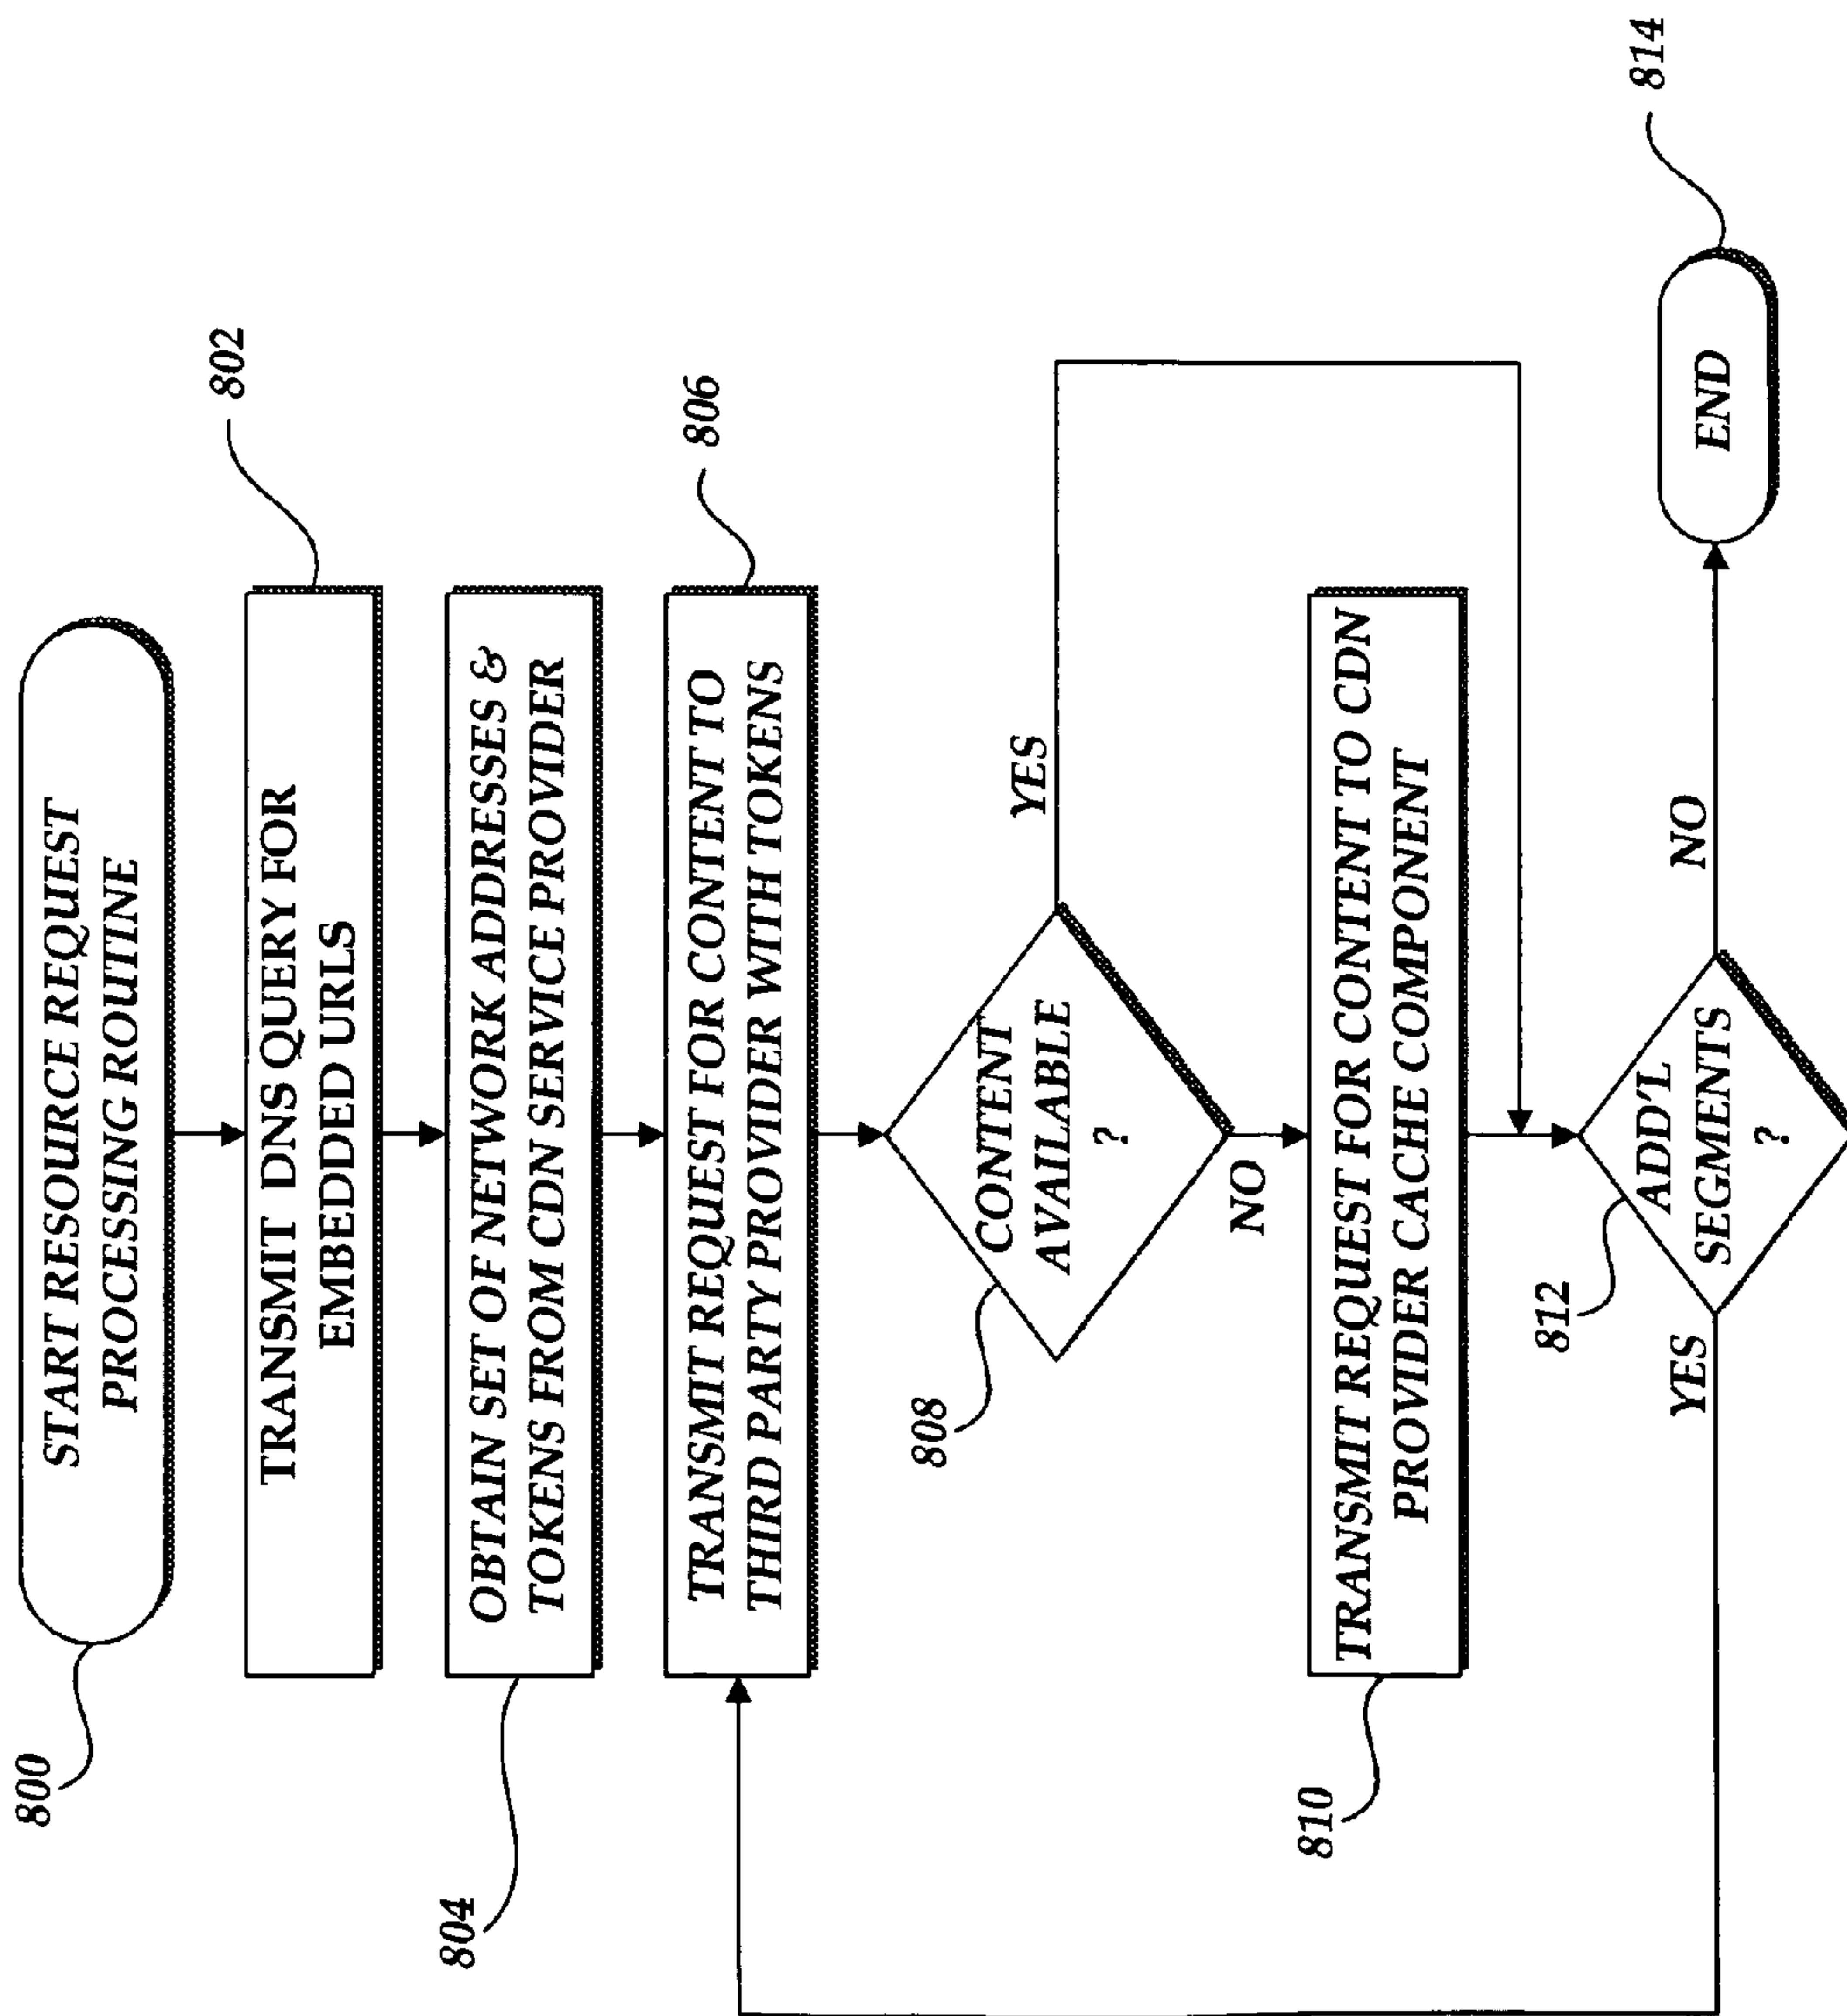 800
START RESOURCE REQUEST
PROCESSING ROUTINE
802
TRANSMIT DNS QUERY FOR
EMBEDDED URLS
804
OBTAIN SET OF NETWORK ADDRESSES &
TOKENS FROM CDN SERVICE PROVIDER
806
TRANSMIT REQUEST FOR CONTENT TO
THIRD PARTY PROVIDER WITH TOKENS
808
CONTENT
AVAILABLE
?
YES
NO
810
TRANSMIT REQUEST FOR CONTENT TO CDN
PROVIDER CACHE COMPONENT
812
ADD'L
SEGMENTS
?
YES
NO
END
814